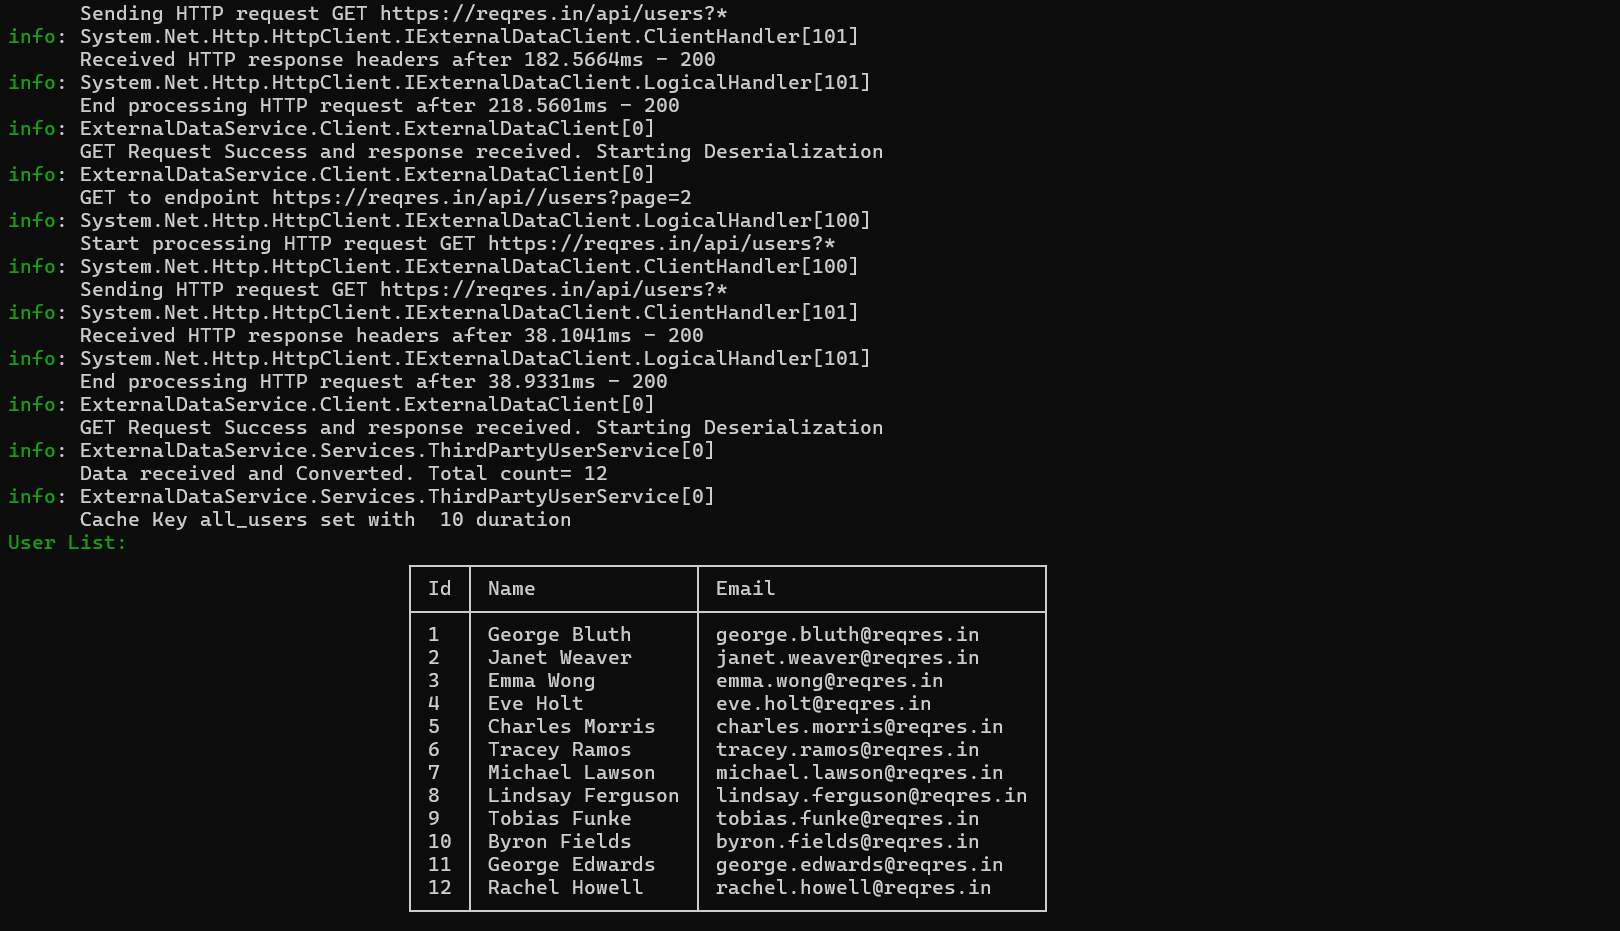 Sending HTTP request GET https://reqres.in/api/users?*
info: System.Net.Http.HttpClient.IExternalDataClient.ClientHandler[101]
Received HTTP response headers after 182.5664ms - 200
info: System.Net.Http.HttpClient.IExternalDataClient.LogicalHandler[101]
End processing HTTP request after 218.5601ms - 200
info: ExternalDataService.Client.ExternalDataClient[0]
GET Request Success and response received. Starting Deserialization
info: ExternalDataService.Client.ExternalDataClient[0]
GET to endpoint https://reqres.in/api//users?page=2
info: System.Net.Http.HttpClient.IExternalDataClient.LogicalHandler[100]
Start processing HTTP request GET https://reqres.in/api/users?*
info: System.Net.Http.HttpClient.IExternalDataClient.ClientHandler[100]
Sending HTTP request GET https://reqres.in/api/users?*
info: System.Net.Http.HttpClient.IExternalDataClient.ClientHandler[101]
Received HTTP response headers after 38.1041ms - 200
info: System.Net.Http.HttpClient.IExternalDataClient.LogicalHandler[101]
End processing HTTP request after 38.9331ms - 200
info: ExternalDataService.Client.ExternalDataClient[0]
GET Request Success and response received. Starting Deserialization
info: ExternalDataService.Services.ThirdPartyUserService[0]
Data received and Converted. Total count= 12
info: ExternalDataService.Services.ThirdPartyUserService[0]
Cache Key all_users set with  10 duration
User List:
Id Name Email
1 George Bluth george.bluth@reqres.in
2 Janet Weaver janet.weaver@reqres.in
3 Emma Wong emma.wong@reqres.in
4 Eve Holt eve.holt@reqres.in
5 Charles Morris charles.morris@reqres.in
6 Tracey Ramos tracey.ramos@reqres.in
7 Michael Lawson michael.lawson@reqres.in
8 Lindsay Ferguson lindsay.ferguson@reqres.in
9 Tobias Funke tobias.funke@reqres.in
10 Byron Fields byron.fields@reqres.in
11 George Edwards george.edwards@reqres.in
12 Rachel Howell rachel.howell@reqres.in